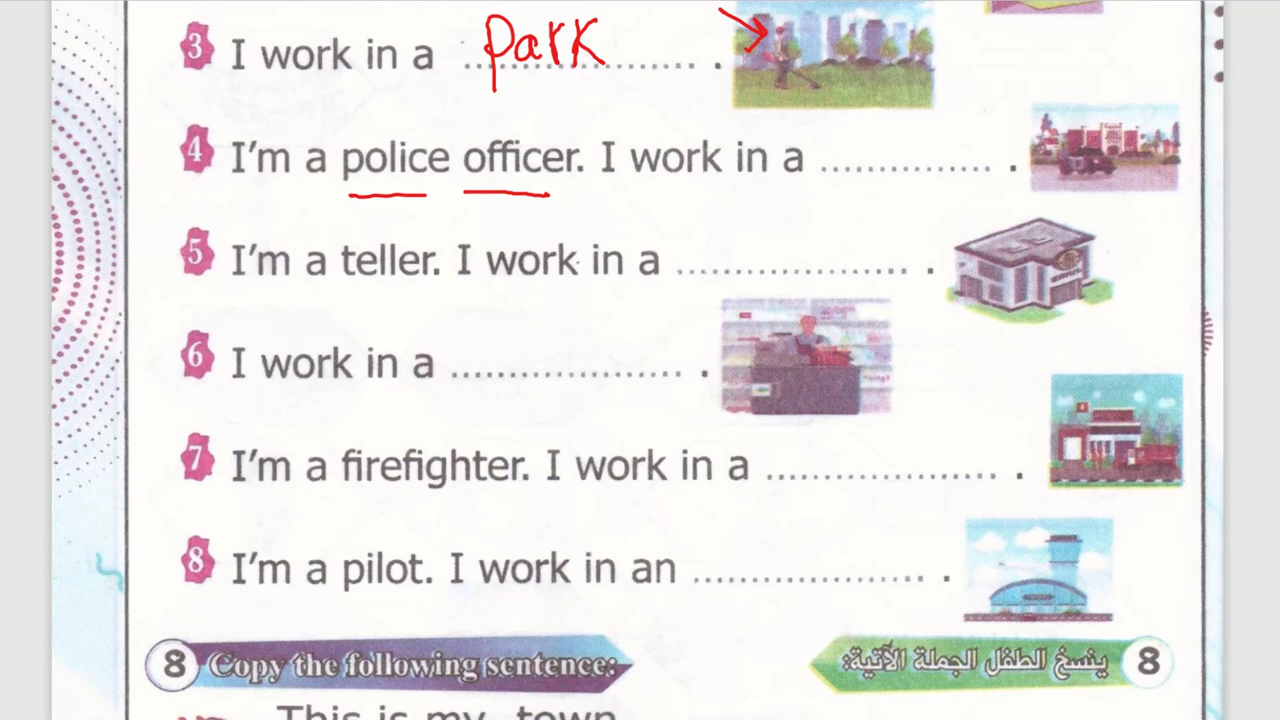 3 I work in a park .
4 I'm a police officer. I work in a .............. .
5 I'm a teller. I work in a .................. .
6 I work in a .................. .
7 I'm a firefighter. I work in a .................. .
8 I'm a pilot. I work in an .................. .
8 Copy the following sentence:
ينسخ الطفل الجملة الآتية: 8
This is my town